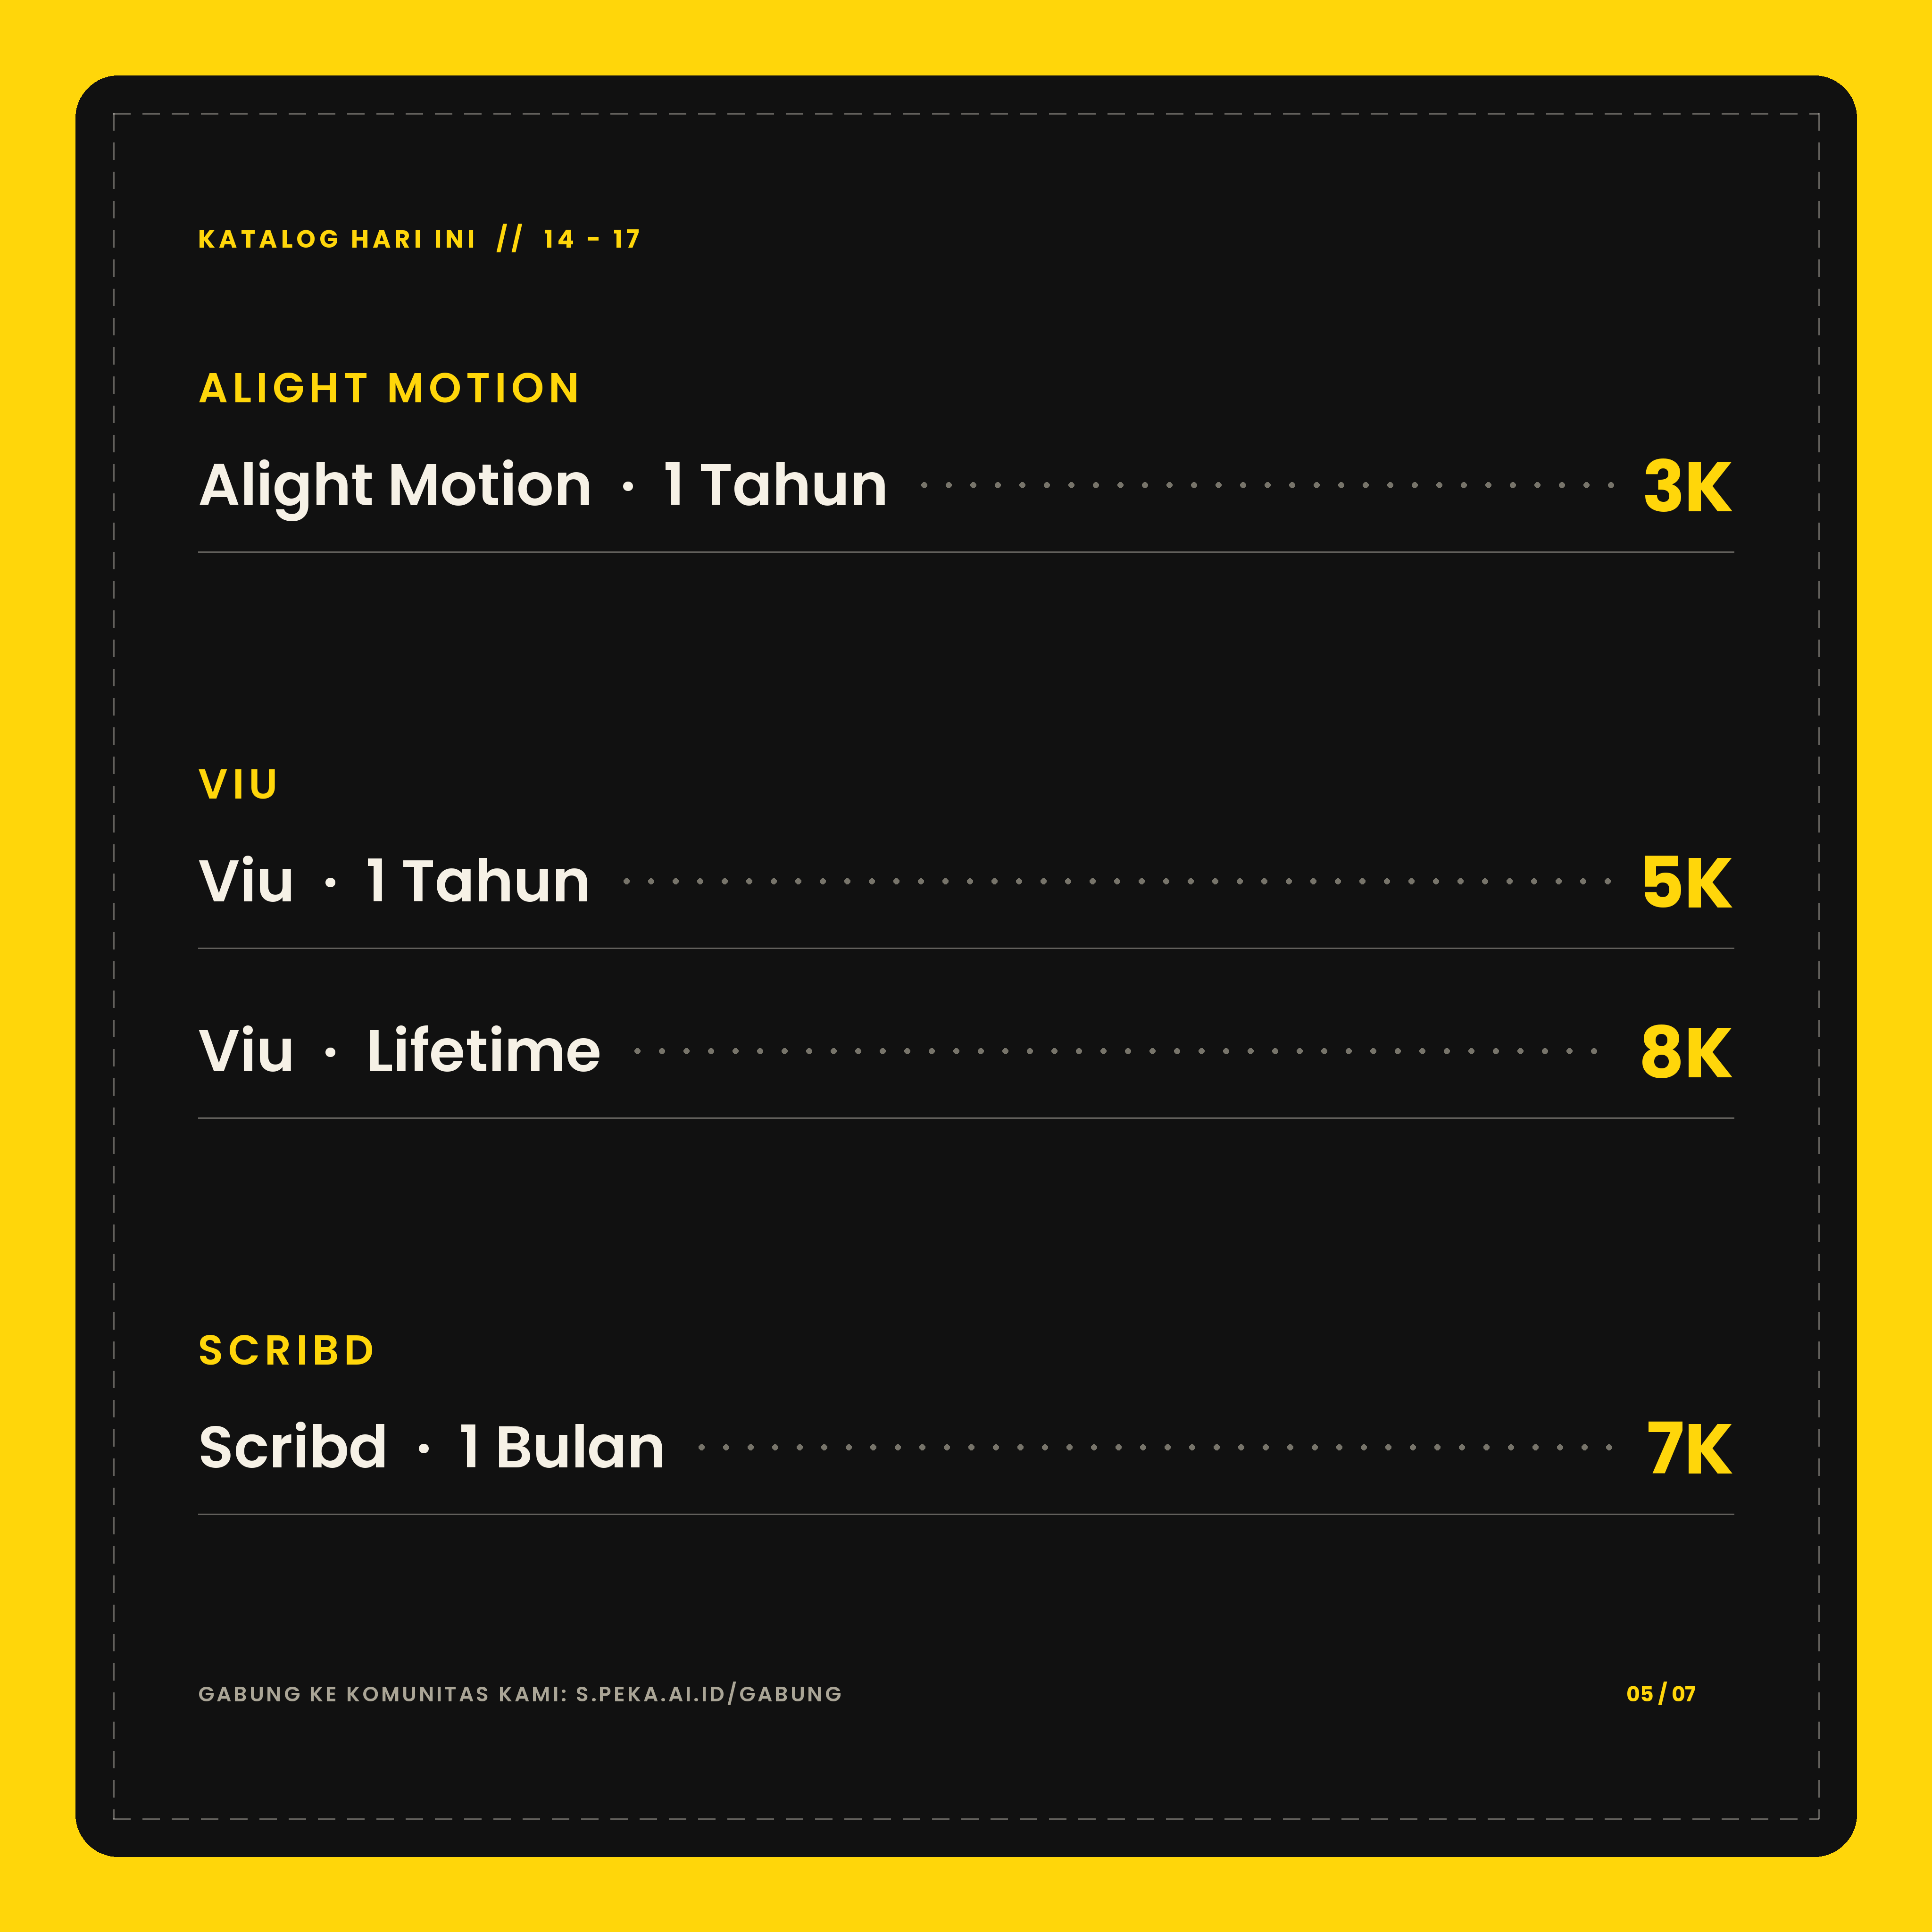 KATALOG HARI INI // 14 - 17
ALIGHT MOTION
Alight Motion · 1 Tahun 3K
VIU
Viu · 1 Tahun 5K
Viu · Lifetime 8K
SCRIBD
Scribd · 1 Bulan 7K
GABUNG KE KOMUNITAS KAMI: S.PEKA.AI.ID/GABUNG 05 / 07